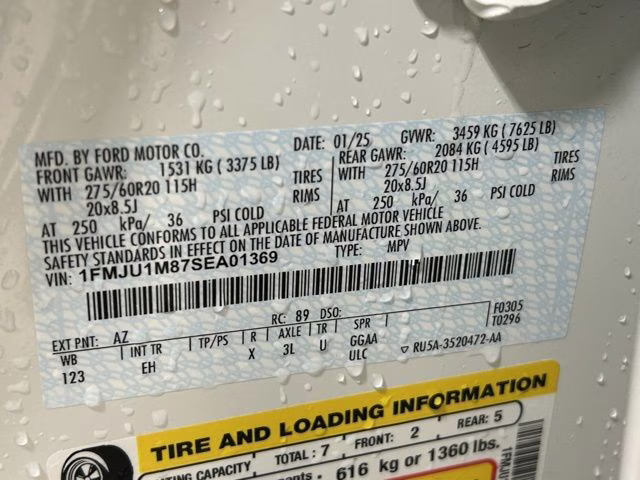 MFD. BY FORD MOTOR CO.
DATE: 01/25 GVWR: 3459 KG ( 7625 LB)
FRONT GAWR: 1531 KG ( 3375 LB) REAR GAWR: 2084 KG ( 4595 LB)
WITH 275/60R20 115H TIRES WITH 275/60R20 115H TIRES
20x8.5J RIMS 20x8.5J RIMS
AT 250 kPa/ 36 PSI COLD AT 250 kPa/ 36 PSI COLD
THIS VEHICLE CONFORMS TO ALL APPLICABLE FEDERAL MOTOR VEHICLE
SAFETY STANDARDS IN EFFECT ON THE DATE OF MANUFACTURE SHOWN ABOVE.
VIN: 1FMJU1M87SEA01369 TYPE: MPV
F0305
T0296
EXT PNT: AZ RC: 89 DSO:
WB INT TR TP/PS R AXLE TR SPR
123 EH X 3L U GGAA
ULC ▽ RU5A-3520472-AA
TIRE AND LOADING INFORMATION
SEATING CAPACITY TOTAL : 7 FRONT: 2 REAR: 5
616 kg or 1360 lbs.